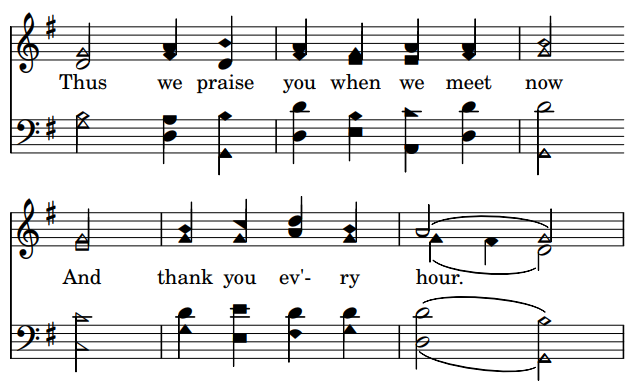 Thus we praise you when we meet now
And thank you ev'- ry hour.